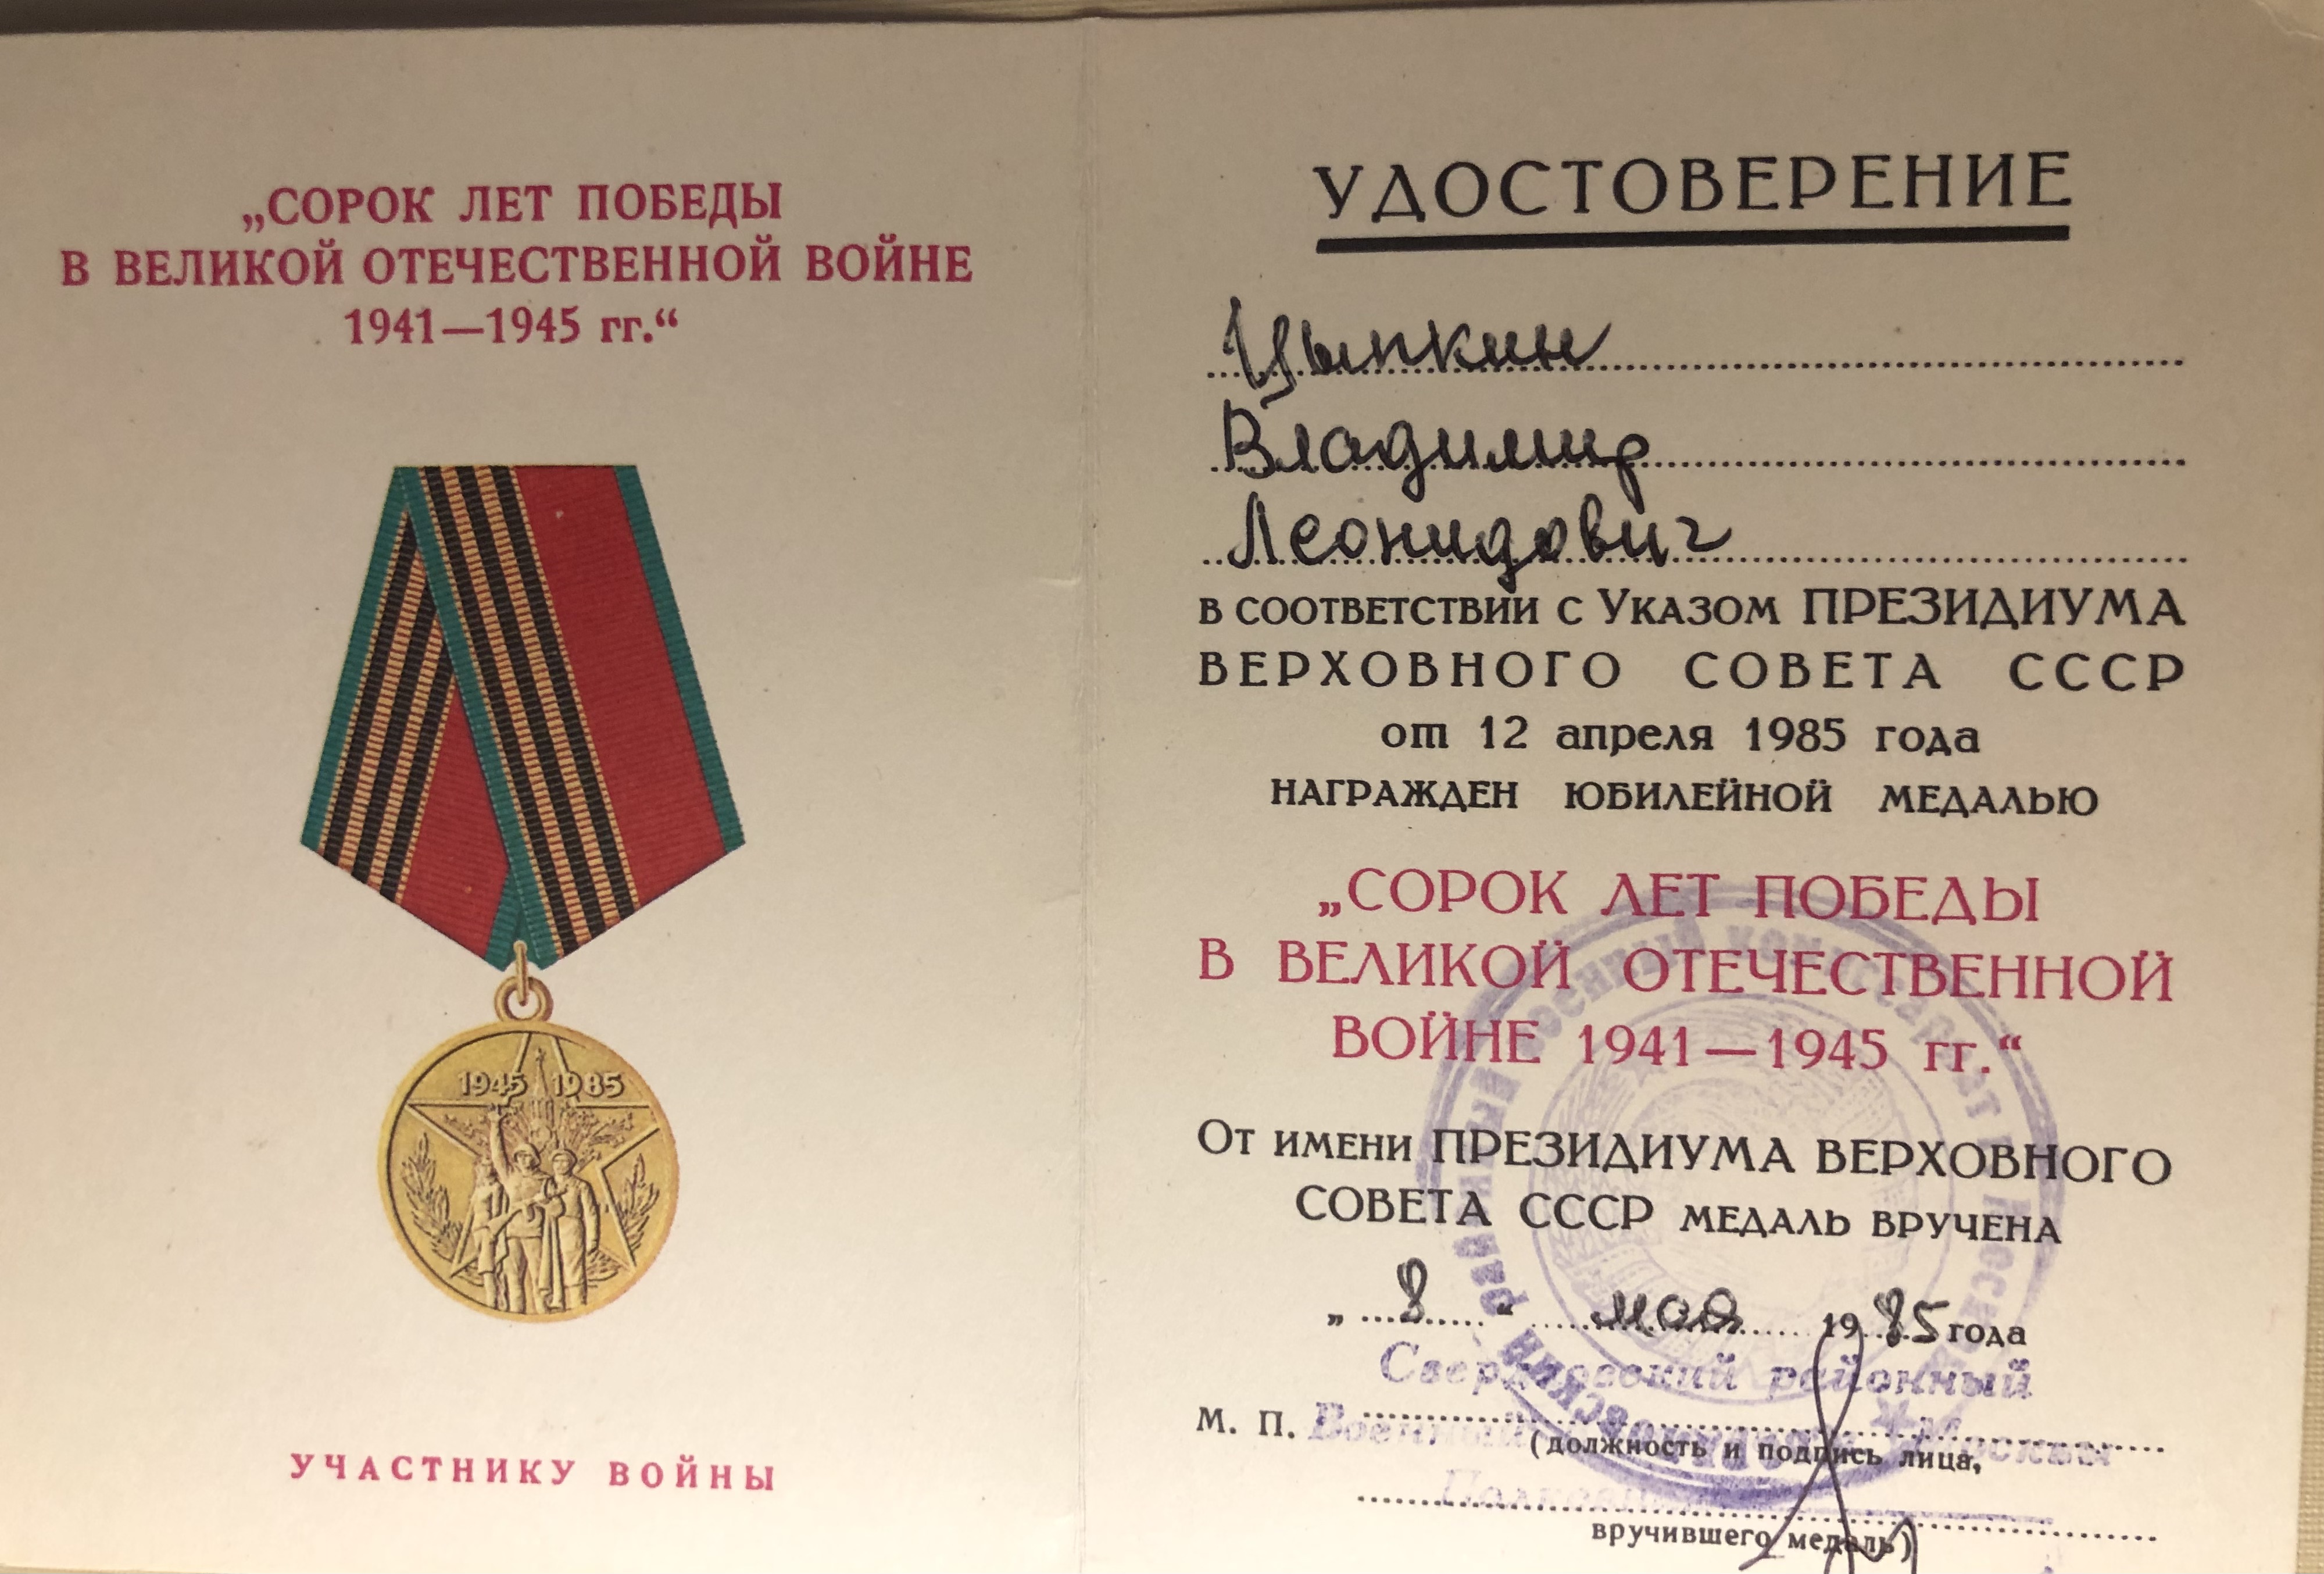 „СОРОК ЛЕТ ПОБЕДЫ
В ВЕЛИКОЙ ОТЕЧЕСТВЕННОЙ ВОЙНЕ
1941—1945 гг.“
1945 1985
УЧАСТНИКУ ВОЙНЫ
УДОСТОВЕРЕНИЕ
Цыпкин
Владимир
Леонидович
В СООТВЕТСТВИИ С УКАЗОМ ПРЕЗИДИУМА
ВЕРХОВНОГО СОВЕТА СССР
от 12 апреля 1985 года
НАГРАЖДЕН ЮБИЛЕЙНОЙ МЕДАЛЬЮ
„СОРОК ЛЕТ ПОБЕДЫ
В ВЕЛИКОЙ ОТЕЧЕСТВЕННОЙ
ВОЙНЕ 1941—1945 гг.“
ОТ ИМЕНИ ПРЕЗИДИУМА ВЕРХОВНОГО
СОВЕТА СССР МЕДАЛЬ ВРУЧЕНА
„8“ мая 1985 года
Свердловский районный
М. П. Военный Москвы
(должность и подпись лица,
вручившего медаль)